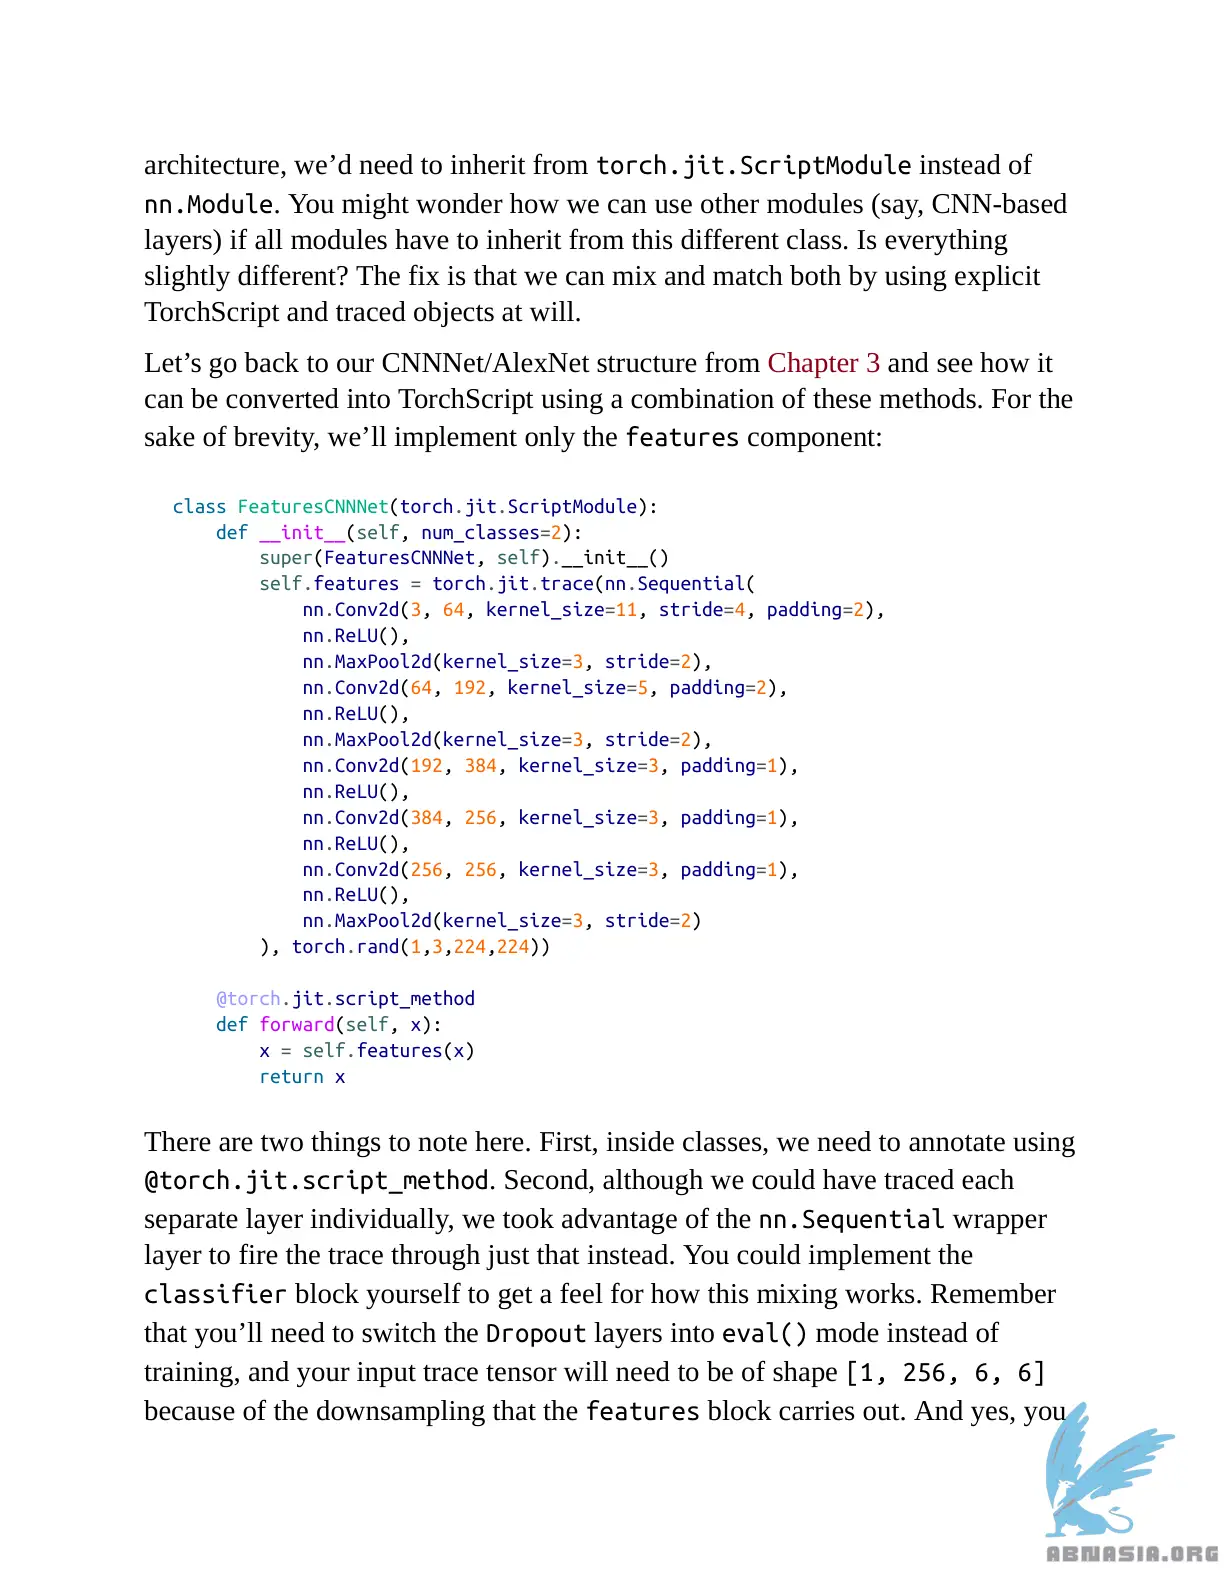 architecture, we’d need to inherit from torch.jit.ScriptModule instead of
nn.Module. You might wonder how we can use other modules (say, CNN-based
layers) if all modules have to inherit from this different class. Is everything
slightly different? The fix is that we can mix and match both by using explicit
TorchScript and traced objects at will.
Let’s go back to our CNNNet/AlexNet structure from Chapter 3 and see how it
can be converted into TorchScript using a combination of these methods. For the
sake of brevity, we’ll implement only the features component:
class FeaturesCNNNet(torch.jit.ScriptModule):
    def __init__(self, num_classes=2):
        super(FeaturesCNNNet, self).__init__()
        self.features = torch.jit.trace(nn.Sequential(
            nn.Conv2d(3, 64, kernel_size=11, stride=4, padding=2),
            nn.ReLU(),
            nn.MaxPool2d(kernel_size=3, stride=2),
            nn.Conv2d(64, 192, kernel_size=5, padding=2),
            nn.ReLU(),
            nn.MaxPool2d(kernel_size=3, stride=2),
            nn.Conv2d(192, 384, kernel_size=3, padding=1),
            nn.ReLU(),
            nn.Conv2d(384, 256, kernel_size=3, padding=1),
            nn.ReLU(),
            nn.Conv2d(256, 256, kernel_size=3, padding=1),
            nn.ReLU(),
            nn.MaxPool2d(kernel_size=3, stride=2)
        ), torch.rand(1,3,224,224))
    @torch.jit.script_method
    def forward(self, x):
        x = self.features(x)
        return x
There are two things to note here. First, inside classes, we need to annotate using
@torch.jit.script_method. Second, although we could have traced each
separate layer individually, we took advantage of the nn.Sequential wrapper
layer to fire the trace through just that instead. You could implement the
classifier block yourself to get a feel for how this mixing works. Remember
that you’ll need to switch the Dropout layers into eval() mode instead of
training, and your input trace tensor will need to be of shape [1, 256, 6, 6]
because of the downsampling that the features block carries out. And yes, you
ABNASIA.ORG